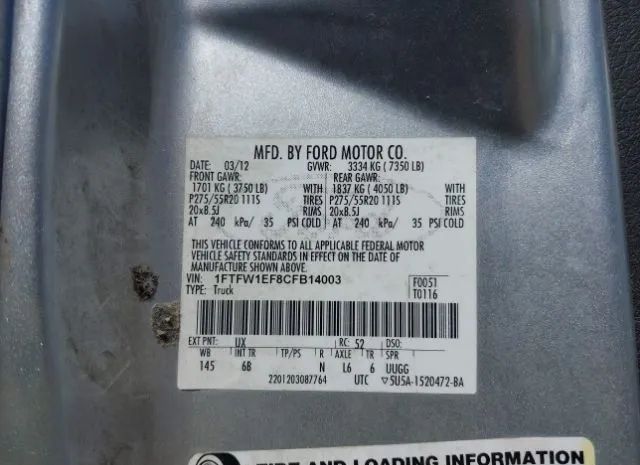 MFD. BY FORD MOTOR CO.
DATE: 03/12 GVWR: 3334 KG ( 7350 LB)
FRONT GAWR: REAR GAWR:
1701 KG ( 3750 LB) WITH 1837 KG ( 4050 LB) WITH
P275/55R20 111S TIRES P275/55R20 111S TIRES
20x8.5J RIMS 20x8.5J RIMS
AT 240 kPa/ 35 PSI COLD AT 240 kPa/ 35 PSI COLD
THIS VEHICLE CONFORMS TO ALL APPLICABLE FEDERAL MOTOR
VEHICLE SAFETY STANDARDS IN EFFECT ON THE DATE OF
MANUFACTURE SHOWN ABOVE.
VIN: 1FTFW1EF8CFB14003 F0051
TYPE: Truck T0116
EXT PNT: UX RC: 52 DSO:
WB INT TR TP/PS R AXLE TR SPR
145 6B N L6 6 UUGG
2201203087764 UTC 5U5A-1520472-BA
TIRE AND LOADING INFORMATION